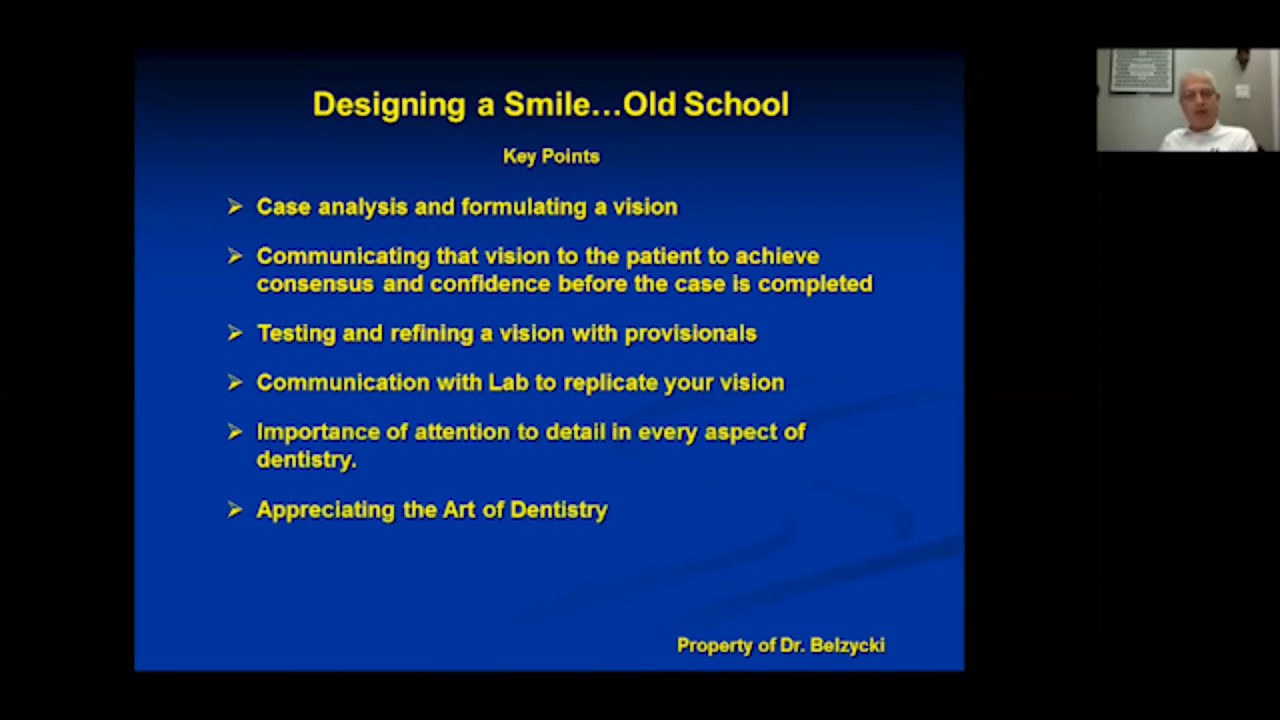 Designing a Smile...Old School
Key Points
➢ Case analysis and formulating a vision
➢ Communicating that vision to the patient to achieve
consensus and confidence before the case is completed
➢ Testing and refining a vision with provisionals
➢ Communication with Lab to replicate your vision
➢ Importance of attention to detail in every aspect of
dentistry.
➢ Appreciating the Art of Dentistry
Property of Dr. Belzycki